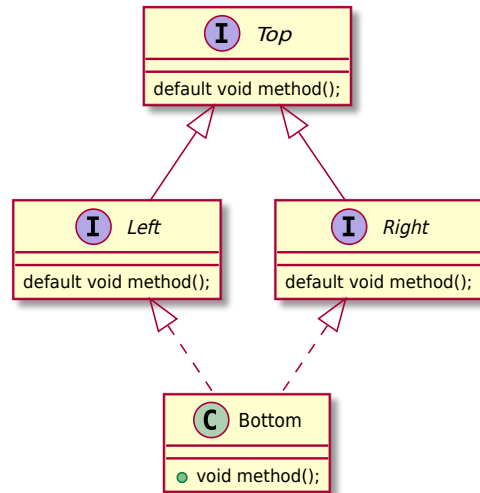 I Top
default void method();
I Left
I Right
default void method();
default void method();
C Bottom
void method();